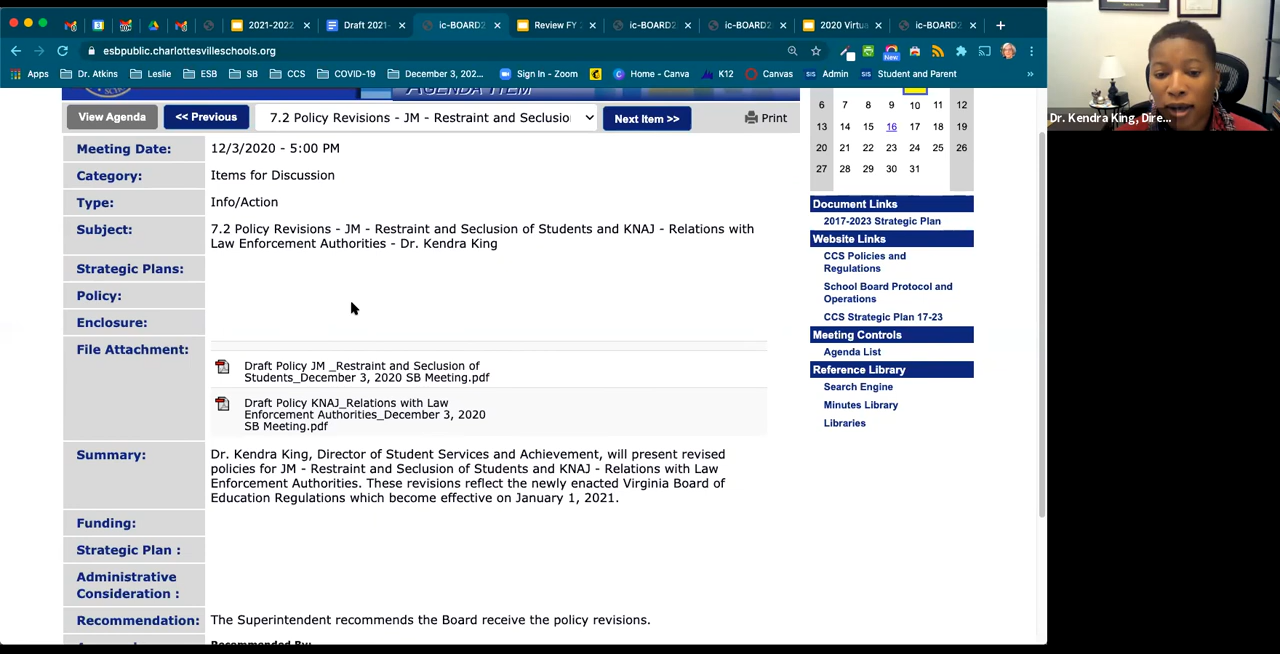 2021-2022
Draft 2021-
ic-BOARD2
Review FY
ic-BOARD2
ic-BOARD2
2020 Virtua
ic-BOARD2
esbpublic.charlottesvilleschools.org
New
Apps
Dr. Atkins
Leslie
ESB
SB
CCS
COVID-19
December 3, 202...
Sign In - Zoom
Home - Canva
K12
Canvas
SIS Admin
SIS Student and Parent
»
AGENDA ITEM
View Agenda
<< Previous
7.2 Policy Revisions - JM - Restraint and Seclusio
Next Item >>
Print
Meeting Date: 12/3/2020 - 5:00 PM
Category: Items for Discussion
Type: Info/Action
Subject: 7.2 Policy Revisions - JM - Restraint and Seclusion of Students and KNAJ - Relations with
Law Enforcement Authorities - Dr. Kendra King
Strategic Plans:
Policy:
Enclosure:
File Attachment:
Draft Policy JM _Restraint and Seclusion of
Students_December 3, 2020 SB Meeting.pdf
Draft Policy KNAJ_Relations with Law
Enforcement Authorities_December 3, 2020
SB Meeting.pdf
Summary: Dr. Kendra King, Director of Student Services and Achievement, will present revised
policies for JM - Restraint and Seclusion of Students and KNAJ - Relations with Law
Enforcement Authorities. These revisions reflect the newly enacted Virginia Board of
Education Regulations which become effective on January 1, 2021.
Funding:
Strategic Plan :
Administrative
Consideration :
Recommendation: The Superintendent recommends the Board receive the policy revisions.
Recommended By:
6 7 8 9 10 11 12
13 14 15 16 17 18 19
20 21 22 23 24 25 26
27 28 29 30 31
Document Links
2017-2023 Strategic Plan
Website Links
CCS Policies and
Regulations
School Board Protocol and
Operations
CCS Strategic Plan 17-23
Meeting Controls
Agenda List
Reference Library
Search Engine
Minutes Library
Libraries
Dr. Kendra King, Dire...